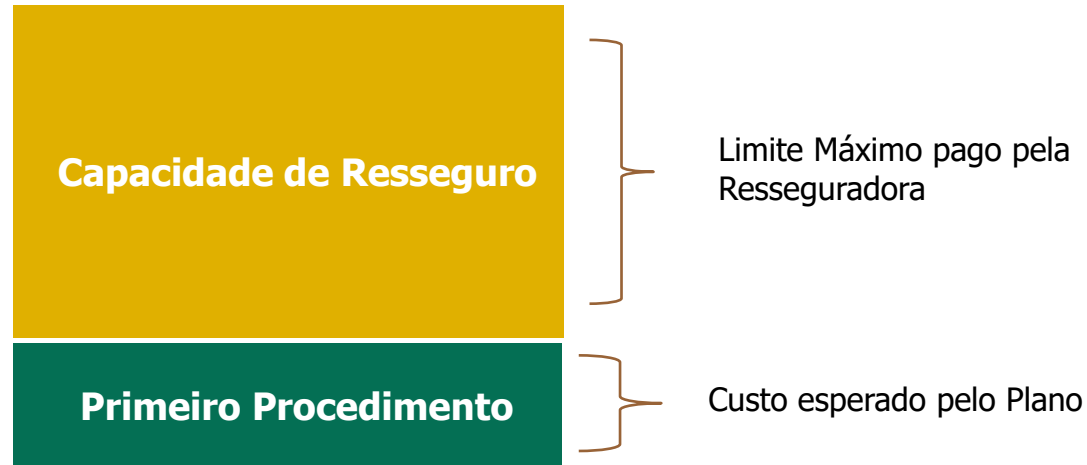 Capacidade de Resseguro
Limite Máximo pago pela
Resseguradora
Primeiro Procedimento
Custo esperado pelo Plano